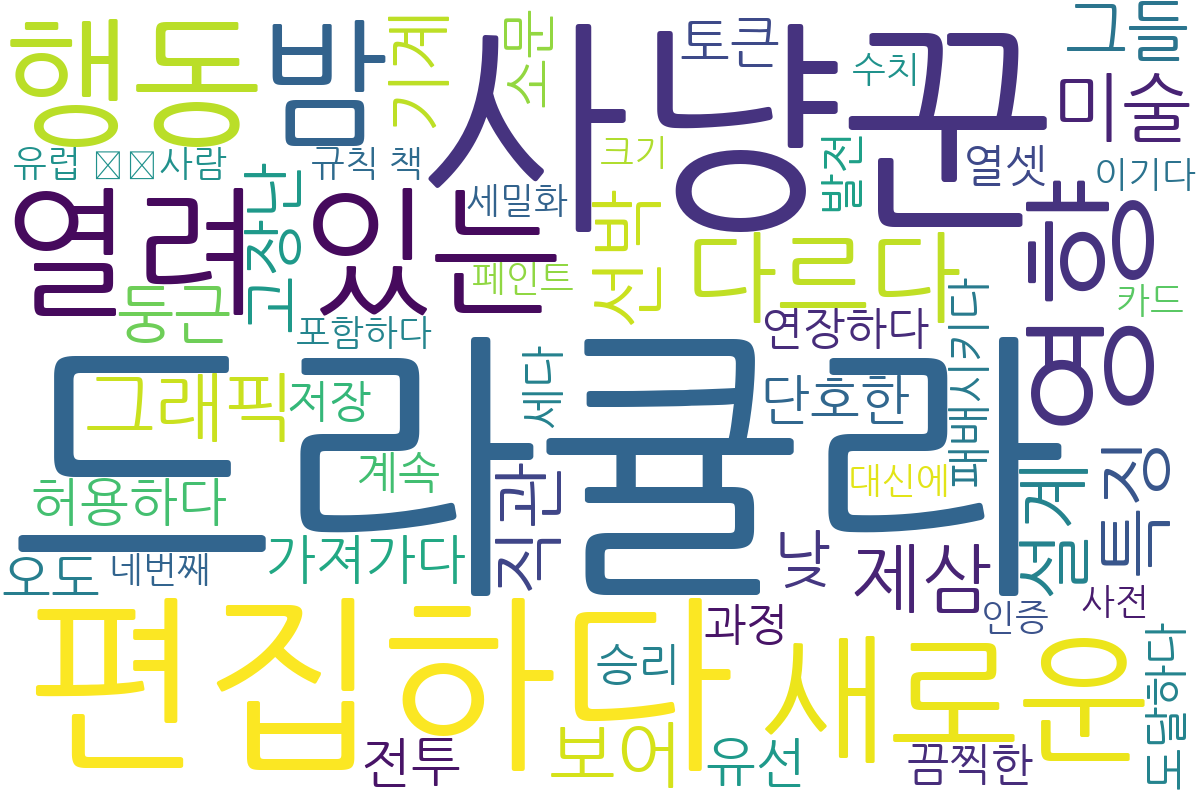 행동
밤
기계
소문
사냥꾼
토큰
수치
그들
미술
유럽 사람
규칙 책
크기
발전
열셋
이기다
고장난
세밀화
열려 있는
선박
다르다
영향
페인트
둥근
포함하다
연장하다
패배시키다
카드
드라큘라
그래픽
저장
세다
단호한
계속
직관
대신에
설계
특징
허용하다
오도
네번째
가져가다
낮
제삼
인증
사전
편집하다
과정
승리
새로운
도달하다
전투
보어
유선
끔찍한